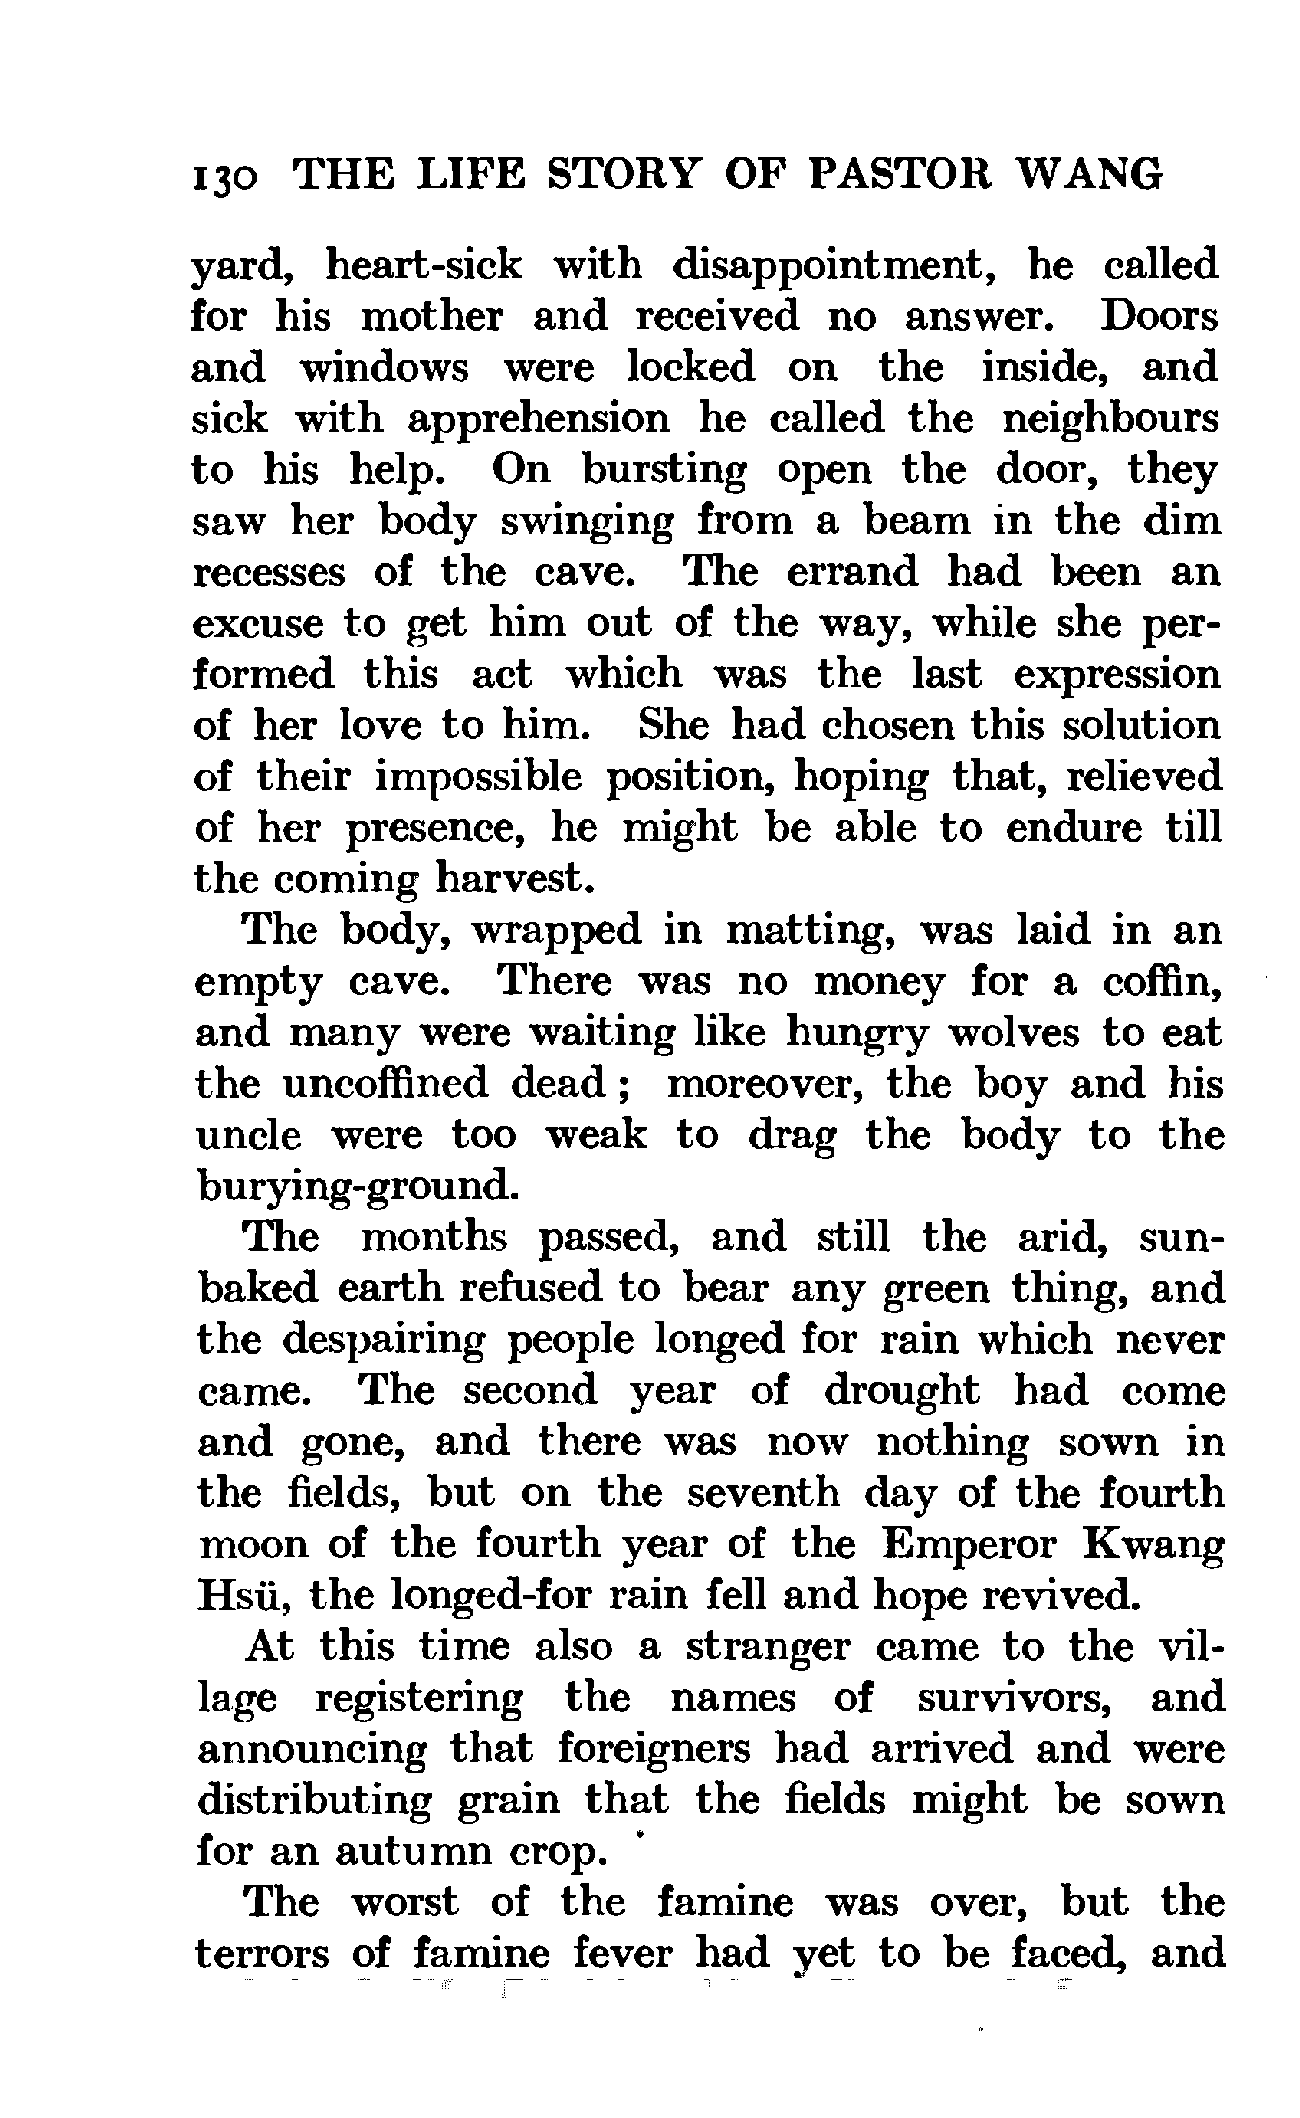 130 THE LIFE STORY OF PASTOR WANG
yard, heart-sick with disappointment, he called
for his mother and received no answer. Doors
and windows were locked on the inside, and
sick with apprehension he called the neighbours
to his help. On bursting open the door, they
saw her body swinging from a beam in the dim
recesses of the cave. The errand had been an
excuse to get him out of the way, while she per-
formed this act which was the last expression
of her love to him. She had chosen this solution
of their impossible position, hoping that, relieved
of her presence, he might be able to endure till
the coming harvest.
The body, wrapped in matting, was laid in an
empty cave. There was no money for a coffin,
and many were waiting like hungry wolves to eat
the uncoffined dead ; moreover, the boy and his
uncle were too weak to drag the body to the
burying-ground.
The months passed, and still the arid, sun-
baked earth refused to bear any green thing, and
the despairing people longed for rain which never
came. The second year of drought had come
and gone, and there was now nothing sown in
the fields, but on the seventh day of the fourth
moon of the fourth year of the Emperor Kwang
Hsü, the longed-for rain fell and hope revived.
At this time also a stranger came to the vil-
lage registering the names of survivors, and
announcing that foreigners had arrived and were
distributing grain that the fields might be sown
for an autumn crop.
The worst of the famine was over, but the
terrors of famine fever had yet to be faced, and